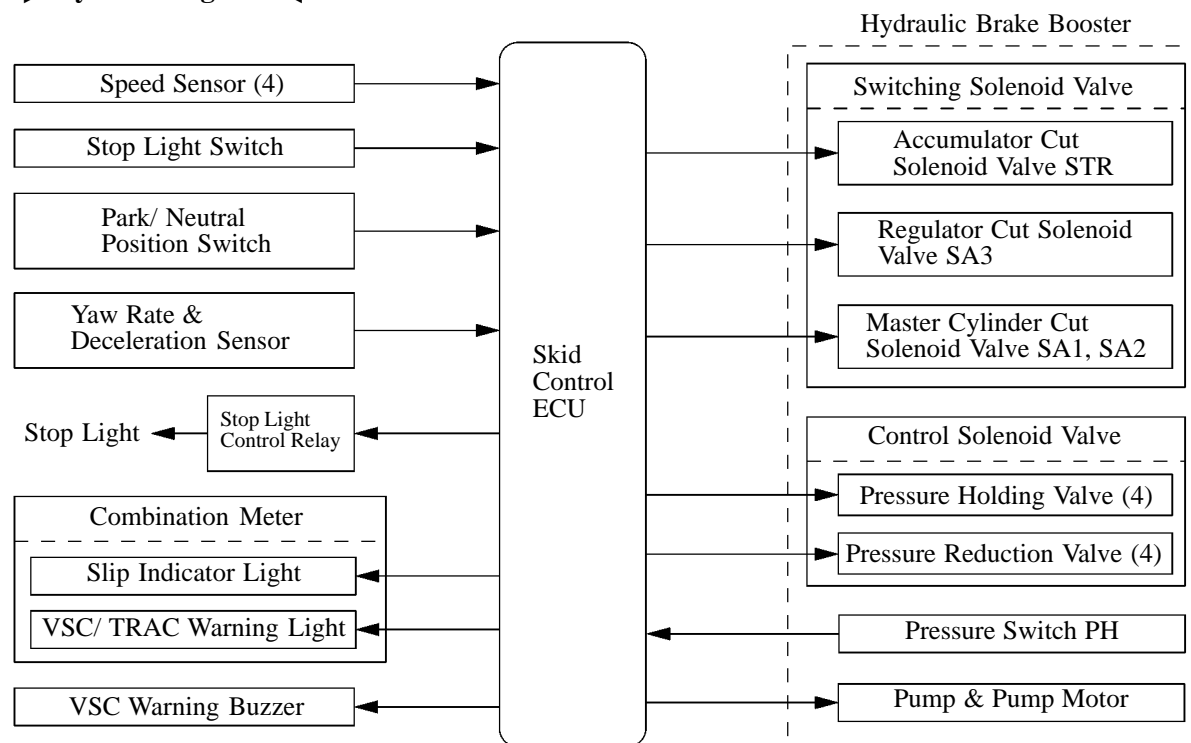 Hydraulic Brake Booster
Speed Sensor (4)
Stop Light Switch
Park/ Neutral
Position Switch
Yaw Rate &
Deceleration Sensor
Stop Light
Stop Light
Control Relay
Combination Meter
Slip Indicator Light
VSC/ TRAC Warning Light
VSC Warning Buzzer
Skid
Control
ECU
Switching Solenoid Valve
Accumulator Cut
Solenoid Valve STR
Regulator Cut Solenoid
Valve SA3
Master Cylinder Cut
Solenoid Valve SA1, SA2
Control Solenoid Valve
Pressure Holding Valve (4)
Pressure Reduction Valve (4)
Pressure Switch PH
Pump & Pump Motor